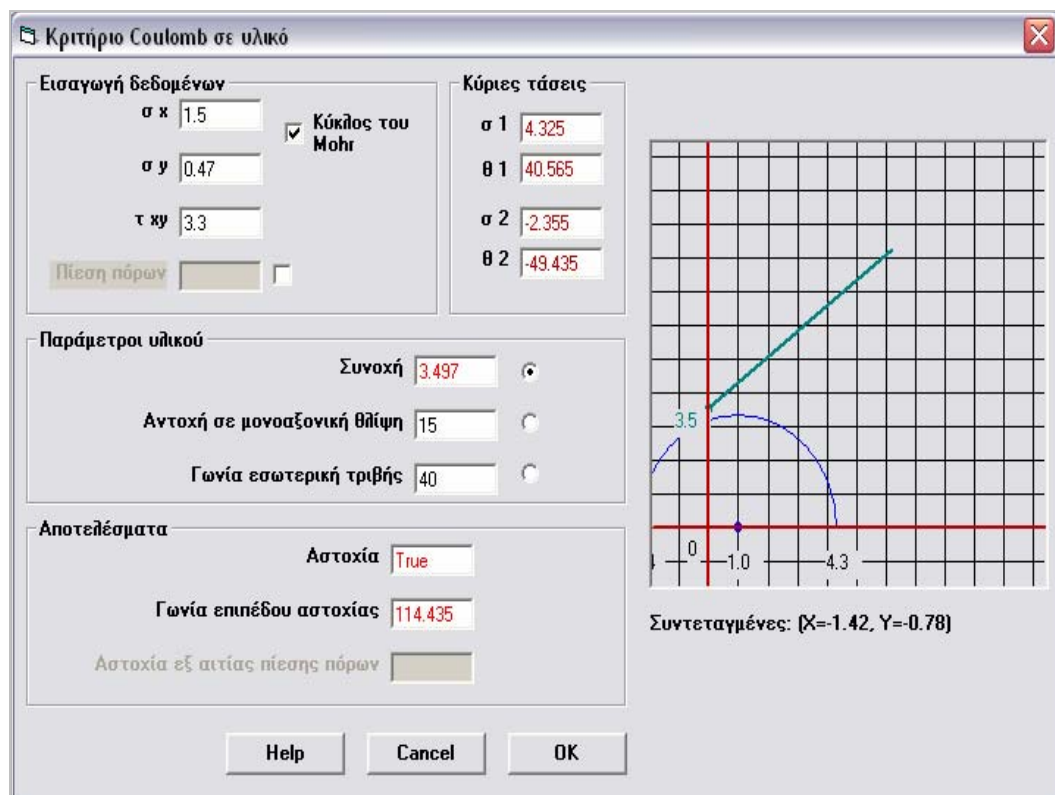 Κριτήριο Coulomb σε υλικό
Εισαγωγή δεδομένων
σ x 1.5
Κύκλος του
Mohr
σ y 0.47
τ xy 3.3
Πίεση πόρων
Κύριες τάσεις
σ 1 4.325
θ 1 40.565
σ 2 -2.355
θ 2 -49.435
Παράμετροι υλικού
Συνοχή 3.497
Αντοχή σε μονοαξονική θλίψη 15
Γωνία εσωτερική τριβής 40
Αποτελέσματα
Αστοχία True
Γωνία επιπέδου αστοχίας 114.435
Αστοχία εξ αιτίας πίεσης πόρων
3.5
0
1.0
4.3
Συντεταγμένες: (X=-1.42, Y=-0.78)
Help
Cancel
OK